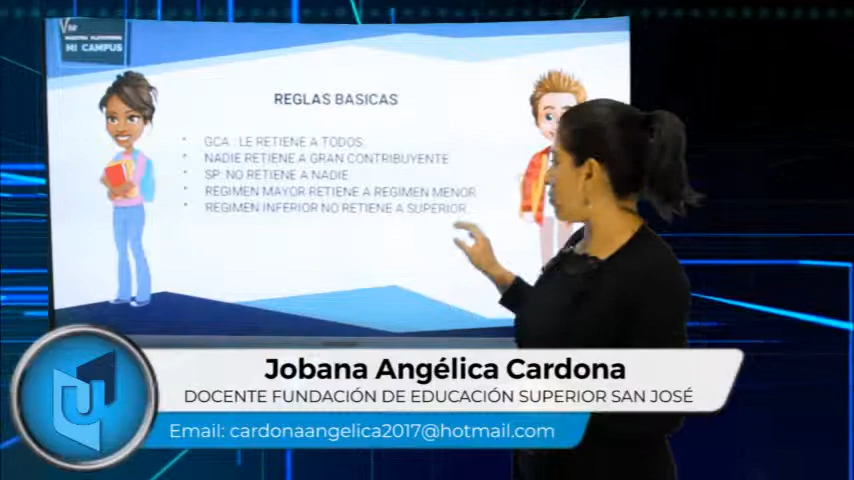 MI CAMPUS
REGLAS BASICAS
GCA : LE RETIENE A TODOS.
NADIE RETIENE A GRAN CONTRIBUYENTE
SP: NO RETIENE A NADIE
REGIMEN MAYOR RETIENE A REGIMEN MENOR
REGIMEN INFERIOR NO RETIENE A SUPERIOR
Jobana Angélica Cardona
DOCENTE FUNDACIÓN DE EDUCACIÓN SUPERIOR SAN JOSÉ
Email: cardonaangelica2017@hotmail.com